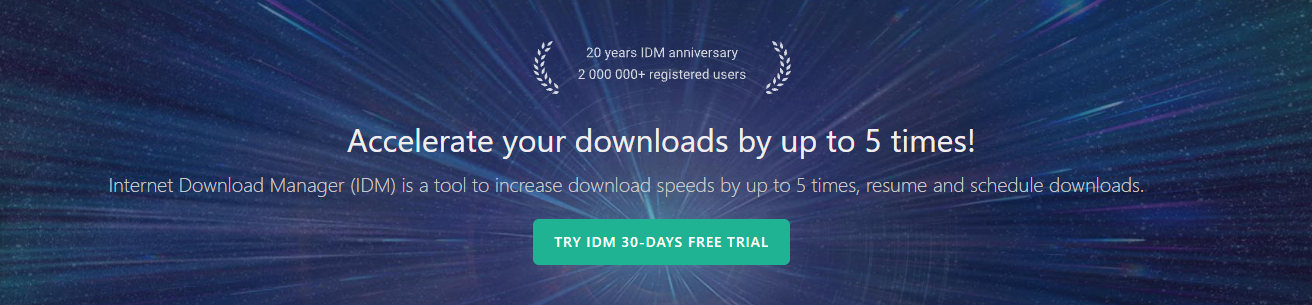 20 years IDM anniversary
2 000 000+ registered users
Accelerate your downloads by up to 5 times!
Internet Download Manager (IDM) is a tool to increase download speeds by up to 5 times, resume and schedule downloads.
TRY IDM 30-DAYS FREE TRIAL